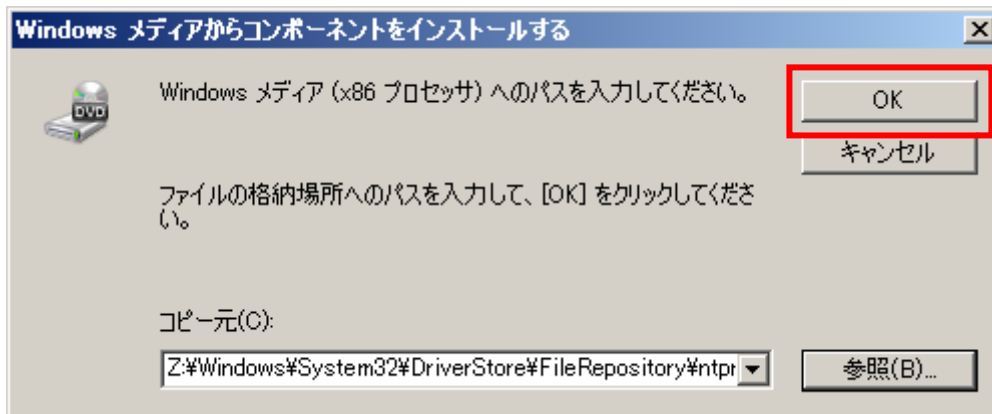 Windows メディアからコンポーネントをインストールする
DVD
Windows メディア (x86 プロセッサ) へのパスを入力してください。
OK
キャンセル
ファイルの格納場所へのパスを入力して、[OK] をクリックしてくださ
い。
コピー元(C):
Z:¥Windows¥System32¥DriverStore¥FileRepository¥ntpr
参照(B)...